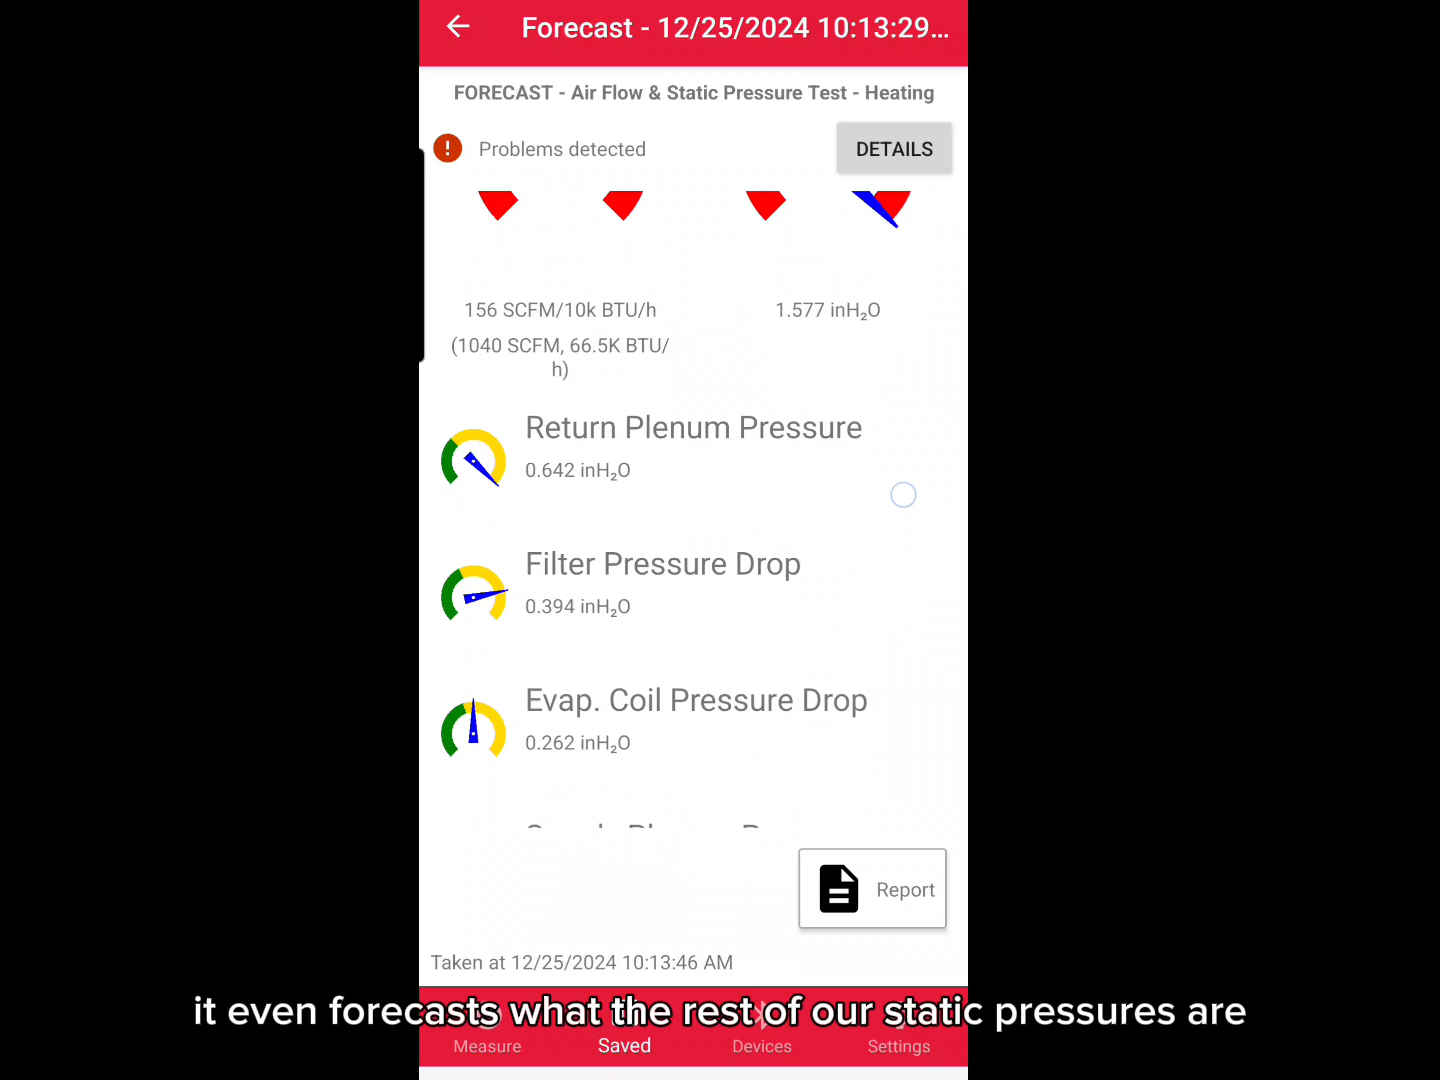 Forecast - 12/25/2024 10:13:29...
FORECAST - Air Flow & Static Pressure Test - Heating
Problems detected
DETAILS
156 SCFM/10k BTU/h
1.577 inH₂O
(1040 SCFM, 66.5K BTU/
h)
Return Plenum Pressure
0.642 inH₂O
Filter Pressure Drop
0.394 inH₂O
Evap. Coil Pressure Drop
0.262 inH₂O
Report
Taken at 12/25/2024 10:13:46 AM
it even forecasts what the rest of our static pressures are
Measure
Saved
Devices
Settings